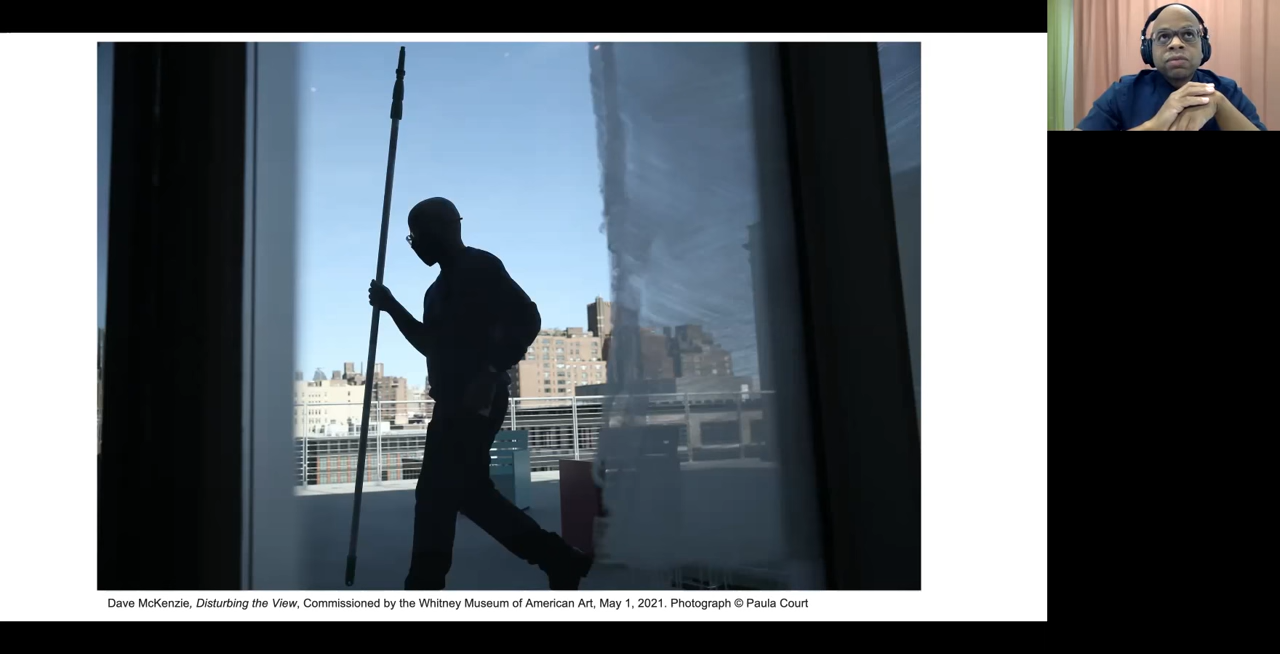 Dave McKenzie, Disturbing the View, Commissioned by the Whitney Museum of American Art, May 1, 2021. Photograph © Paula Court